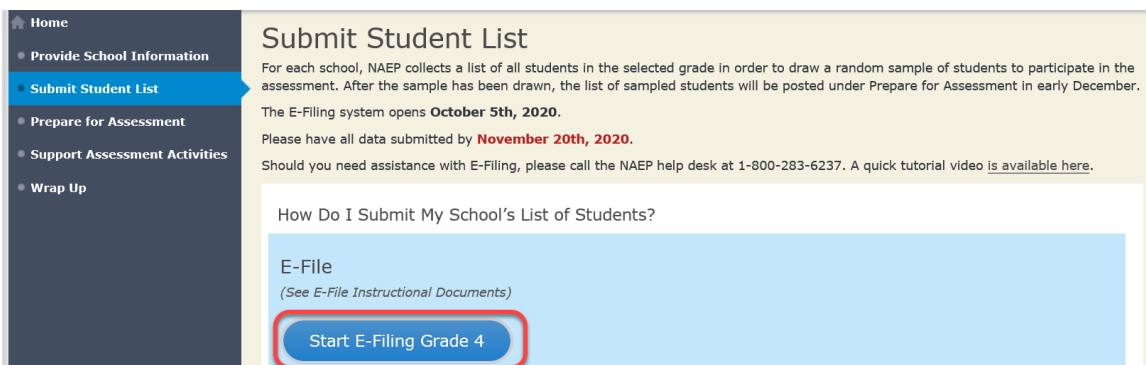 Home
Provide School Information
Submit Student List
Prepare for Assessment
Support Assessment Activities
Wrap Up
Submit Student List
For each school, NAEP collects a list of all students in the selected grade in order to draw a random sample of students to participate in the
assessment. After the sample has been drawn, the list of sampled students will be posted under Prepare for Assessment in early December.
The E-Filing system opens October 5th, 2020.
Please have all data submitted by November 20th, 2020.
Should you need assistance with E-Filing, please call the NAEP help desk at 1-800-283-6237. A quick tutorial video is available here.
How Do I Submit My School's List of Students?
E-File
(See E-File Instructional Documents)
Start E-Filing Grade 4